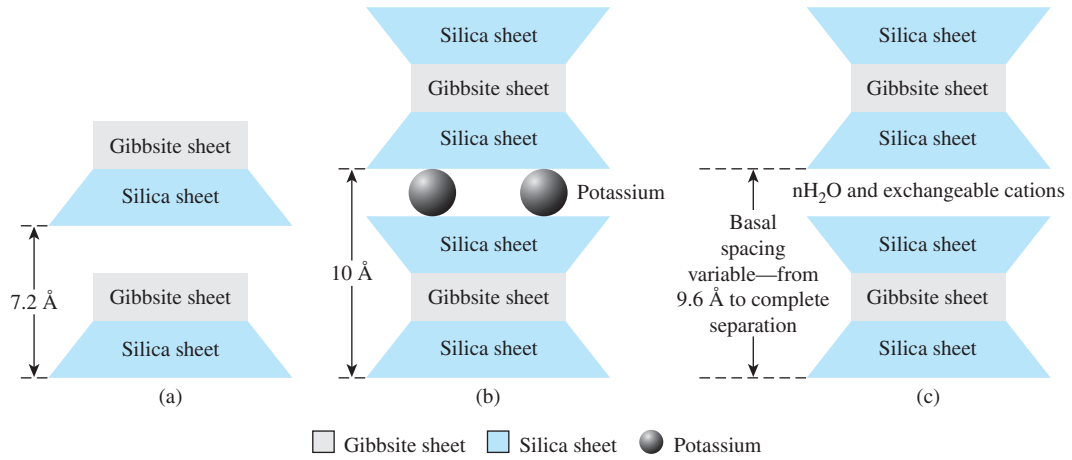 Gibbsite sheet
Silica sheet
7.2 Å
Gibbsite sheet
Silica sheet
(a)
Silica sheet
Gibbsite sheet
Silica sheet
Potassium
10 Å
Silica sheet
Gibbsite sheet
Silica sheet
(b)
Silica sheet
Gibbsite sheet
Silica sheet
nH₂O and exchangeable cations
Basal
spacing
variable—from
9.6 Å to complete
separation
Silica sheet
Gibbsite sheet
Silica sheet
(c)
Gibbsite sheet Silica sheet Potassium